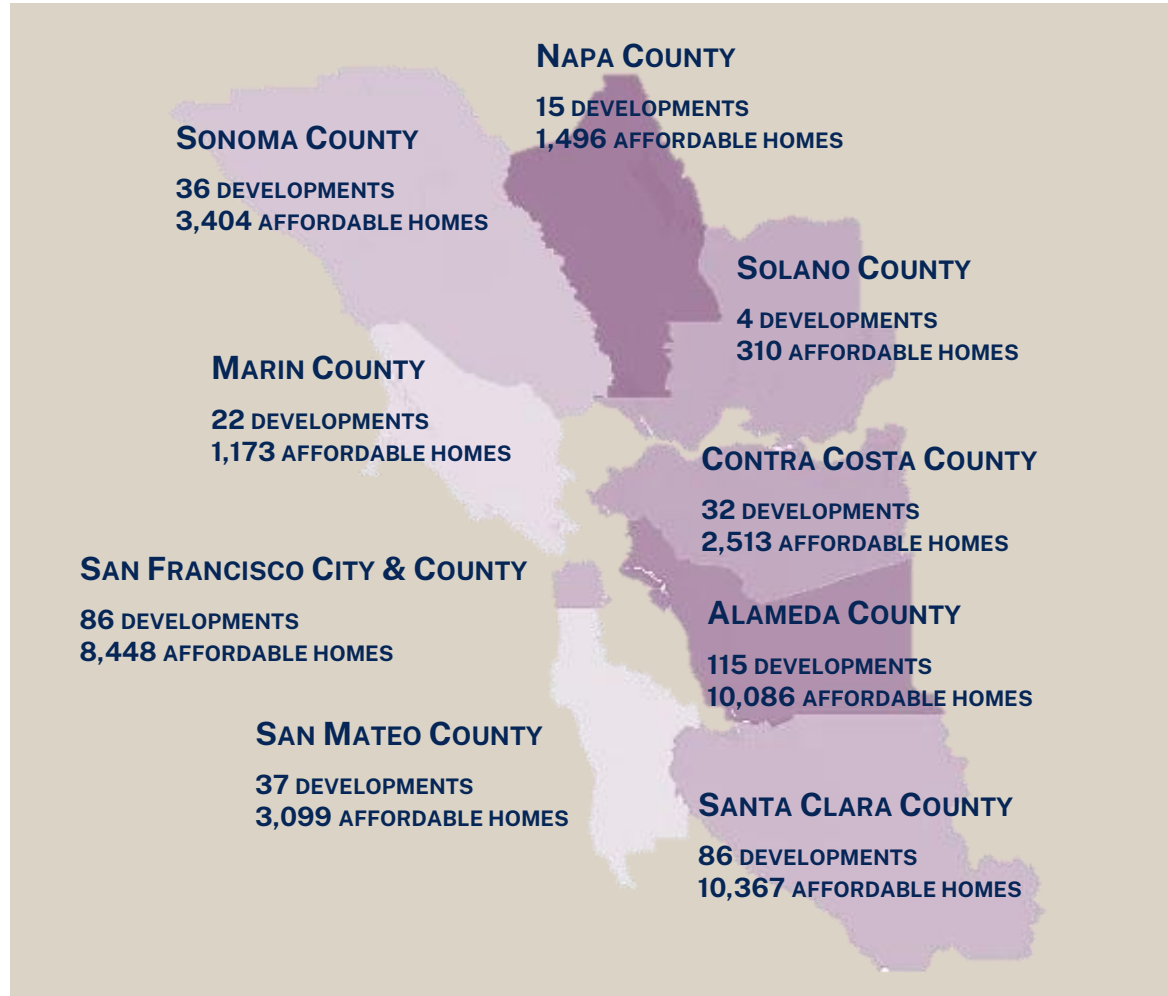 NAPA COUNTY
15 DEVELOPMENTS
1,496 AFFORDABLE HOMES
SONOMA COUNTY
36 DEVELOPMENTS
3,404 AFFORDABLE HOMES
SOLANO COUNTY
4 DEVELOPMENTS
310 AFFORDABLE HOMES
MARIN COUNTY
22 DEVELOPMENTS
1,173 AFFORDABLE HOMES
CONTRA COSTA COUNTY
32 DEVELOPMENTS
2,513 AFFORDABLE HOMES
SAN FRANCISCO CITY & COUNTY
86 DEVELOPMENTS
8,448 AFFORDABLE HOMES
ALAMEDA COUNTY
115 DEVELOPMENTS
10,086 AFFORDABLE HOMES
SAN MATEO COUNTY
37 DEVELOPMENTS
3,099 AFFORDABLE HOMES
SANTA CLARA COUNTY
86 DEVELOPMENTS
10,367 AFFORDABLE HOMES